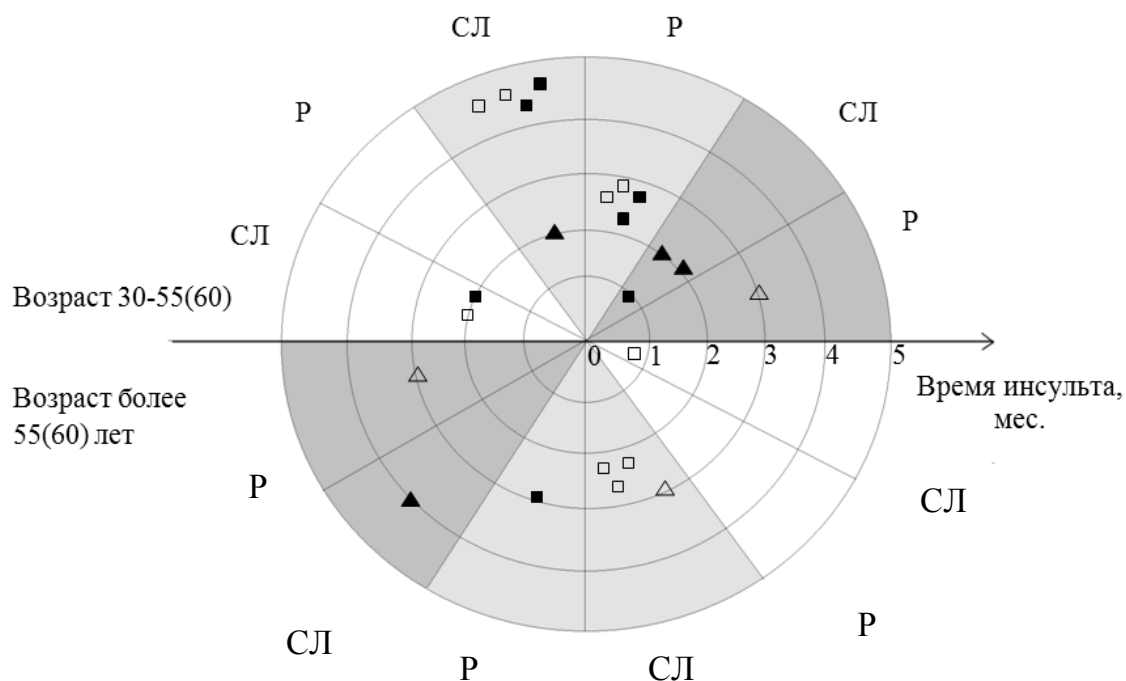 СЛ
Р
Р
СЛ
СЛ
Р
Возраст 30-55(60)
0 1 2 3 4 5
Время инсульта,
мес.
Возраст более
55(60) лет
Р
СЛ
СЛ
Р
Р
СЛ